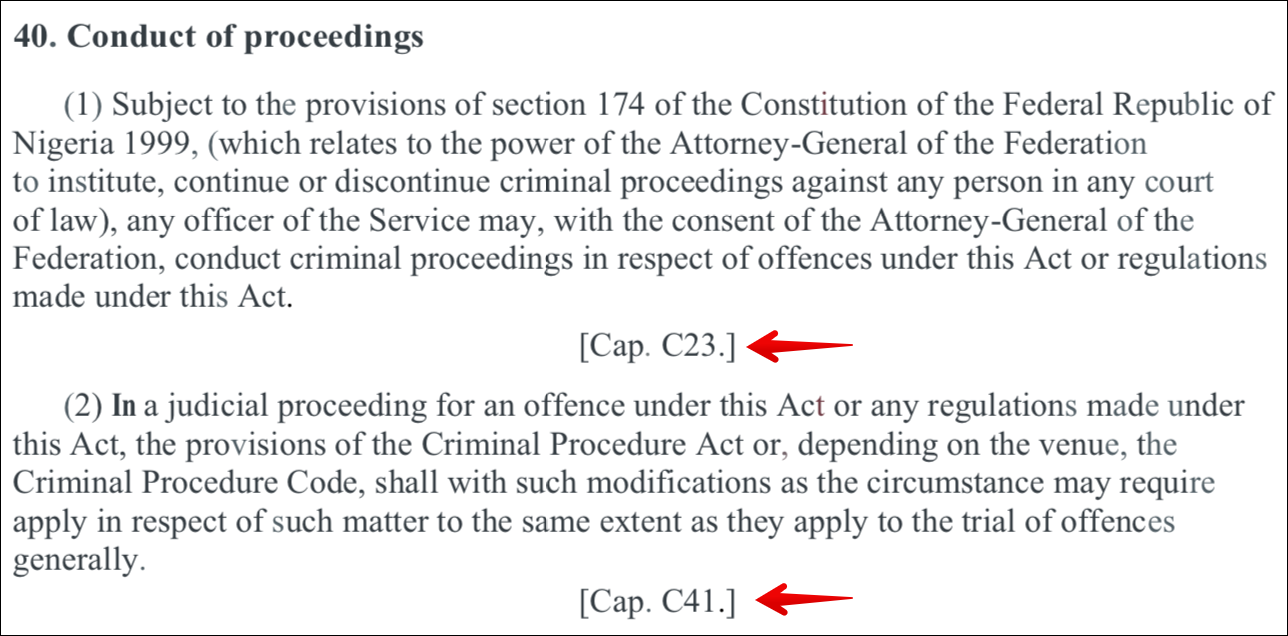 40. Conduct of proceedings
(1) Subject to the provisions of section 174 of the Constitution of the Federal Republic of
Nigeria 1999, (which relates to the power of the Attorney-General of the Federation
to institute, continue or discontinue criminal proceedings against any person in any court
of law), any officer of the Service may, with the consent of the Attorney-General of the
Federation, conduct criminal proceedings in respect of offences under this Act or regulations
made under this Act.
[Cap. C23.]
(2) In a judicial proceeding for an offence under this Act or any regulations made under
this Act, the provisions of the Criminal Procedure Act or, depending on the venue, the
Criminal Procedure Code, shall with such modifications as the circumstance may require
apply in respect of such matter to the same extent as they apply to the trial of offences
generally.
[Cap. C41.]